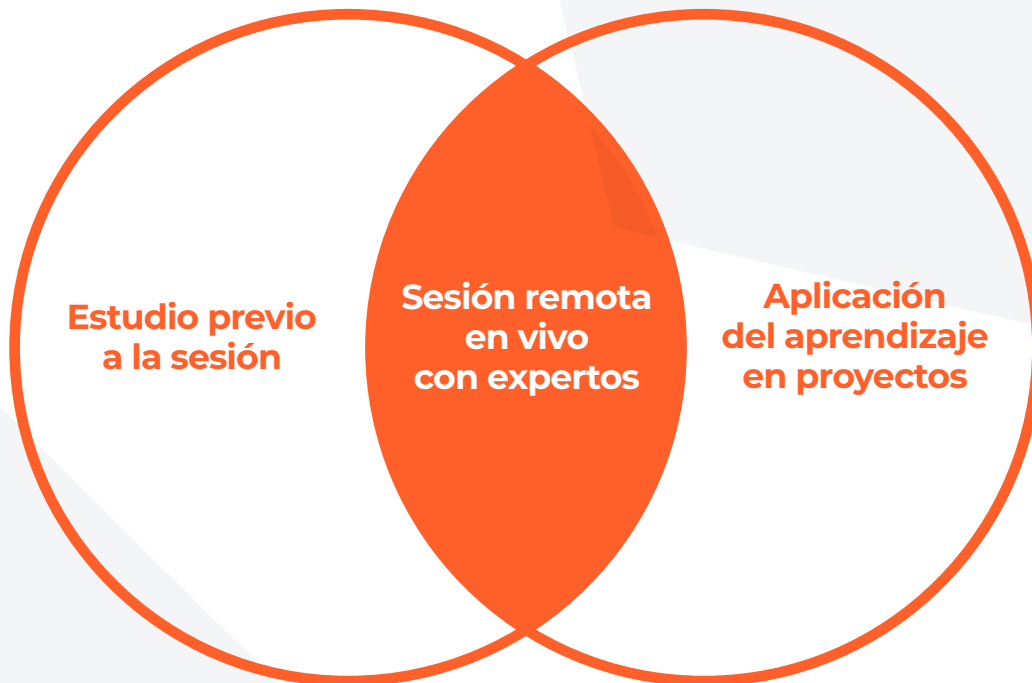 Estudio previo
a la sesión
Sesión remota
en vivo
con expertos
Aplicación
del aprendizaje
en proyectos